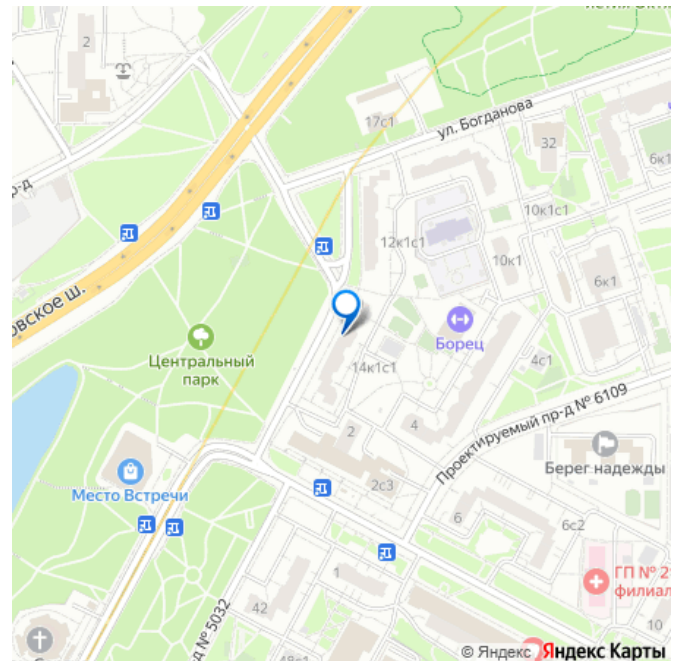 2
17с1
ул. Богданова
32
6к1
10к1с1
12к1с1
10к1
6к1
овское ш.
Центральный
парк
Борец
14к1с1
4с1
Проектируемый пр-д № 6109
2
4
2с3
Берег надежды
Место Встречи
6
6с2
1
ГП № 2
филиал
42
д № 5032
10
48с1
© Яндекс Яндекс Карты